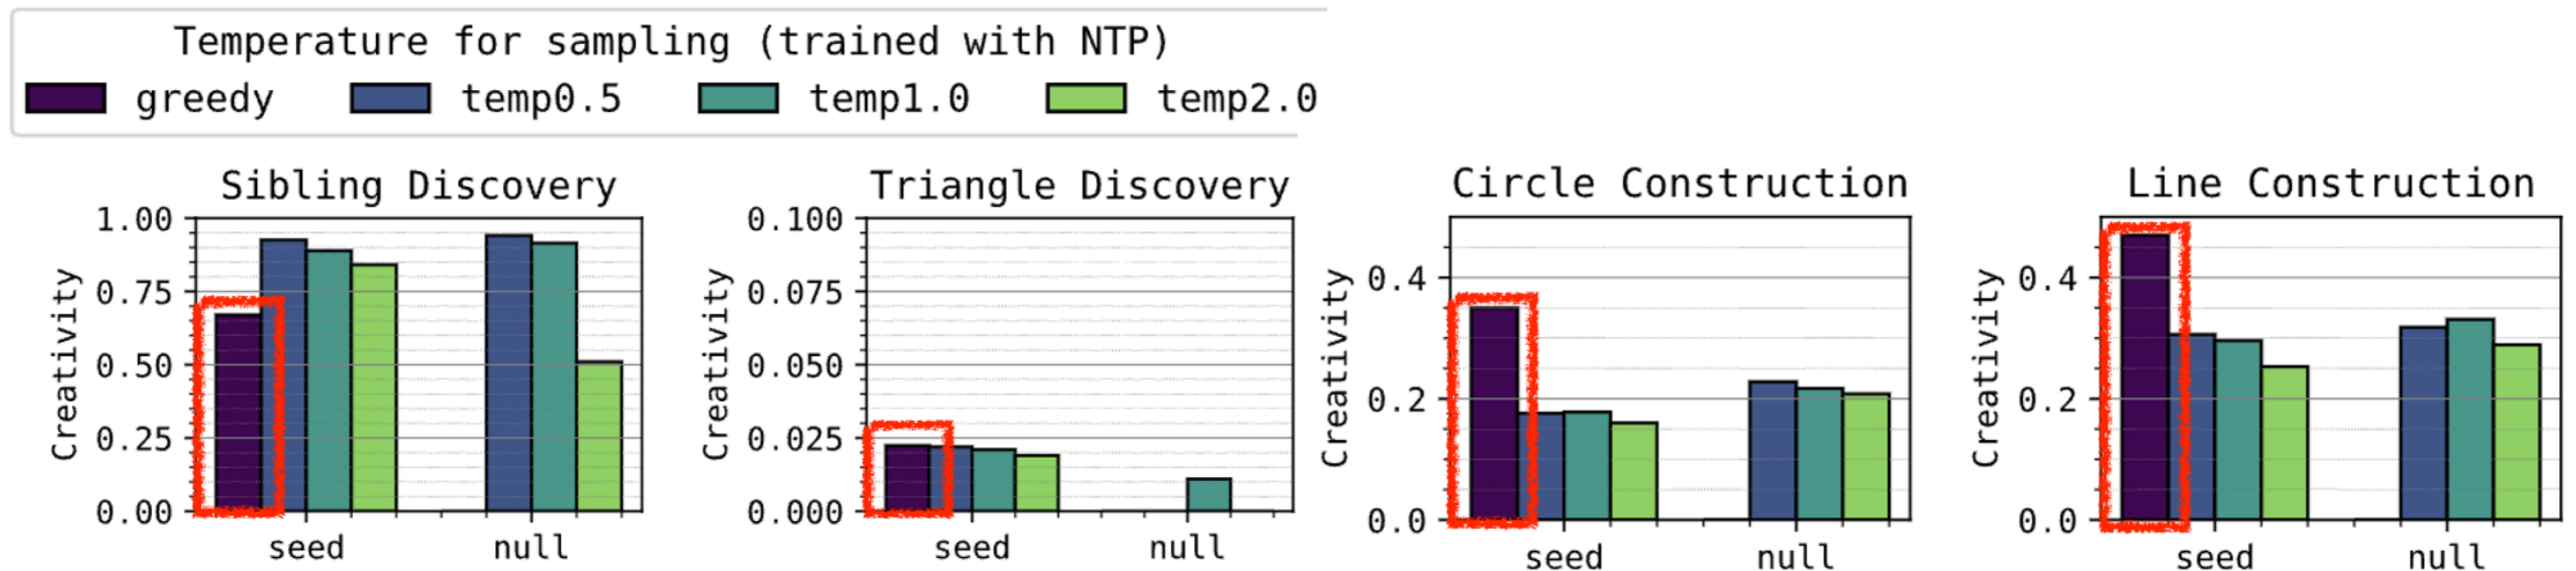 Temperature for sampling (trained with NTP)
greedy temp0.5 temp1.0 temp2.0
Sibling Discovery
Creativity
1.00
0.75
0.50
0.25
0.00
seed null
Triangle Discovery
Creativity
0.100
0.075
0.050
0.025
0.000
seed null
Circle Construction
Creativity
0.4
0.2
0.0
seed null
Line Construction
Creativity
0.4
0.2
0.0
seed null